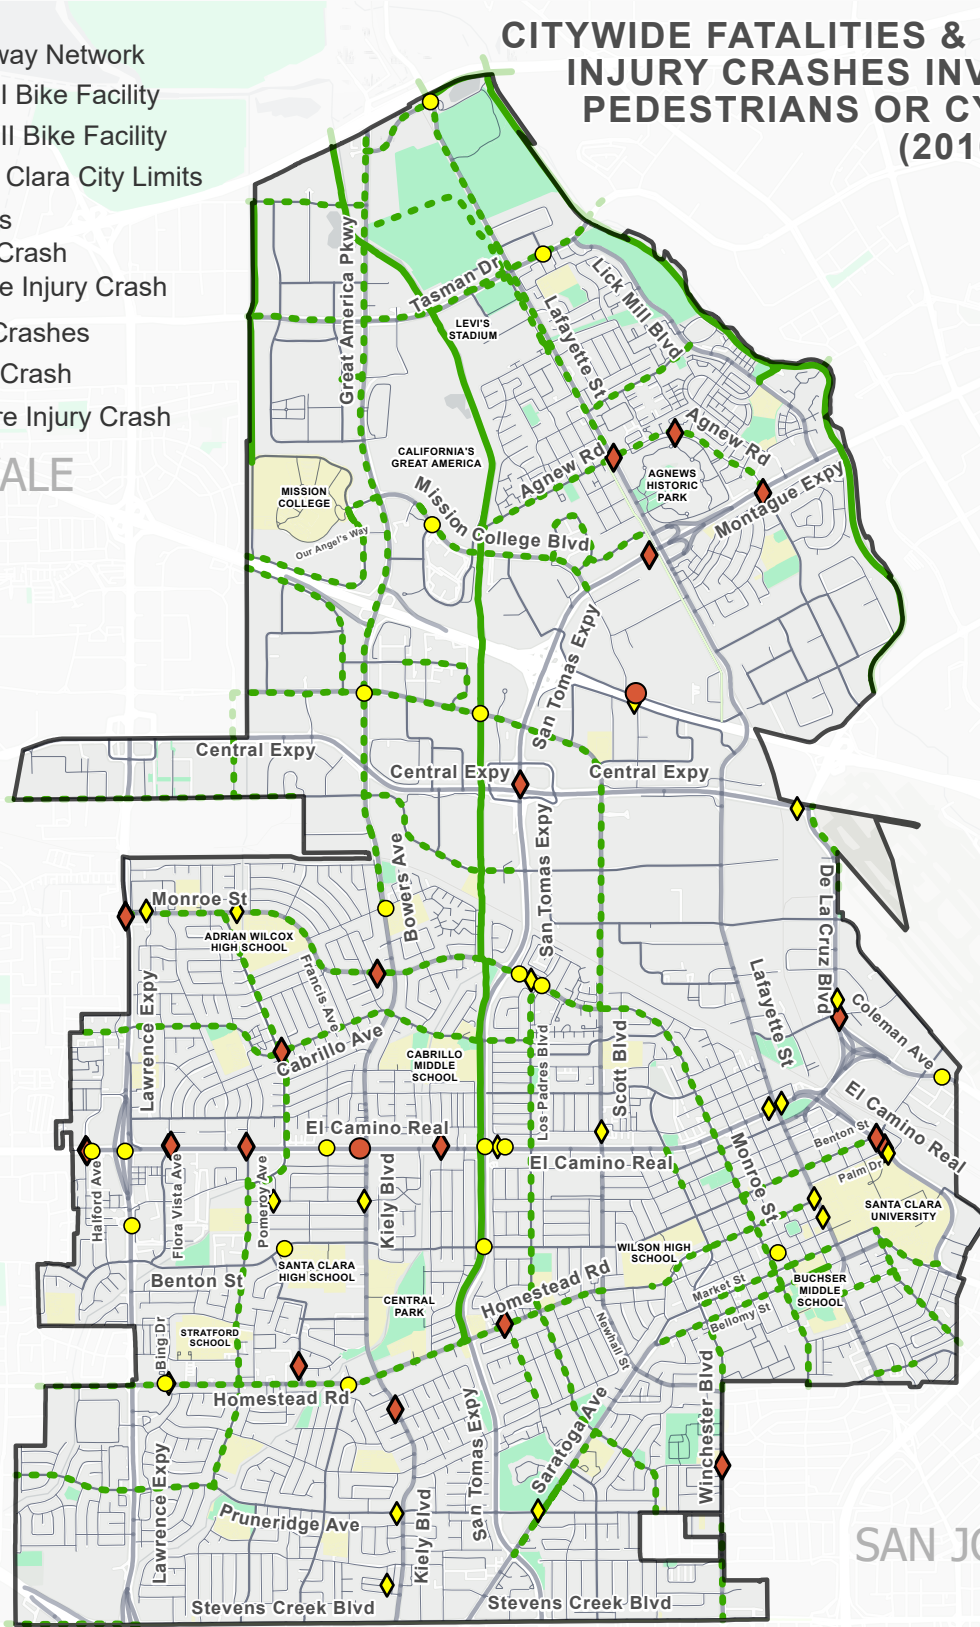 CITYWIDE FATALITIES &
INJURY CRASHES INV
PEDESTRIANS OR CY
(201
way Network
I Bike Facility
II Bike Facility
Clara City Limits
s
Crash
e Injury Crash
Crashes
Crash
re Injury Crash
ALE
Great America Pkwy
Tasman Dr
Lick Mill Blvd
Lafayette St
LEVI'S
STADIUM
CALIFORNIA'S
GREAT AMERICA
Agnew Rd
Agnew Rd
AGNEWS
HISTORIC
PARK
Montague Expy
MISSION
COLLEGE
Mission College Blvd
Our Angel's Way
San Tomas Expy
Central Expy
Central Expy
Central Expy
San Tomas Expy
Bowers Ave
De La Cruz Blvd
Monroe St
ADRIAN WILCOX
HIGH SCHOOL
Francis Ave
Lawrence Expy
Cabrillo Ave
CABRILLO
MIDDLE
SCHOOL
Los Padres Blvd
Scott Blvd
Lafayette St
Coleman Ave
El Camino Real
El Camino Real
El Camino Real
Benton St
Palm Dr
Monroe St
Halford Ave
Flora Vista Ave
Pomeroy Ave
Kiely Blvd
SANTA CLARA
UNIVERSITY
WILSON HIGH
SCHOOL
SANTA CLARA
HIGH SCHOOL
Benton St
CENTRAL
PARK
Homestead Rd
Market St
Bellomy St
BUCHSER
MIDDLE
SCHOOL
Newhall St
STRATFORD
SCHOOL
Bing Dr
Homestead Rd
Winchester Blvd
San Tomas Expy
Saratoga Ave
Lawrence Expy
Pruneridge Ave
Kiely Blvd
SAN JO
Stevens Creek Blvd
Stevens Creek Blvd